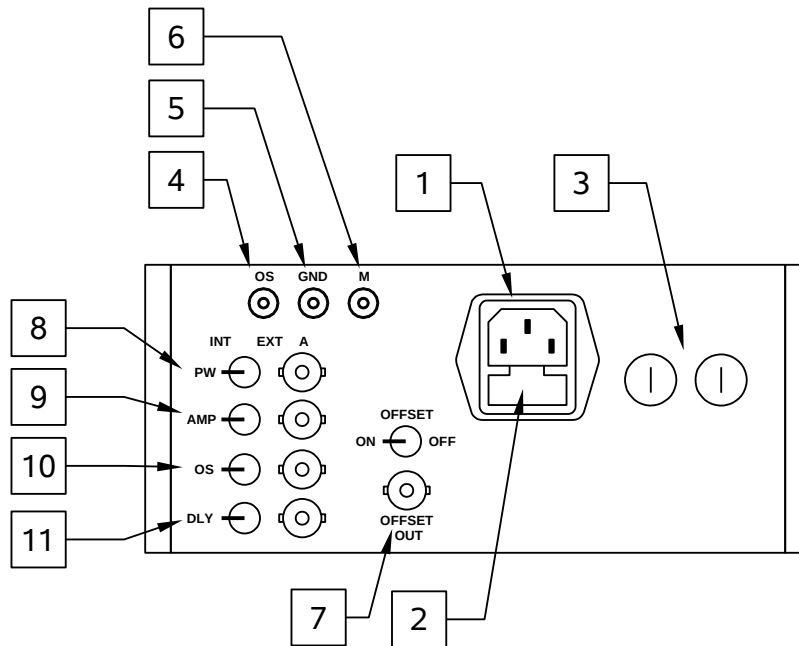 6
5
4
1
3
OS GND M
8
INT EXT A
PW
9
AMP
OFFSET
ON OFF
10
OS
11
DLY
OFFSET
OUT
7
2